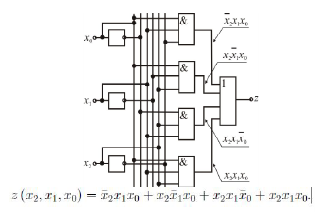 &
x̄₂x₁x₀
x₀
&
x₂x̄₁x₀
1
x₁
z
&
x₂x₁x̄₀
x₂
&
x₂x₁x₀
z (x₂, x₁, x₀) = x̄₂x₁x₀ + x₂x̄₁x₀ + x₂x₁x̄₀ + x₂x₁x₀.